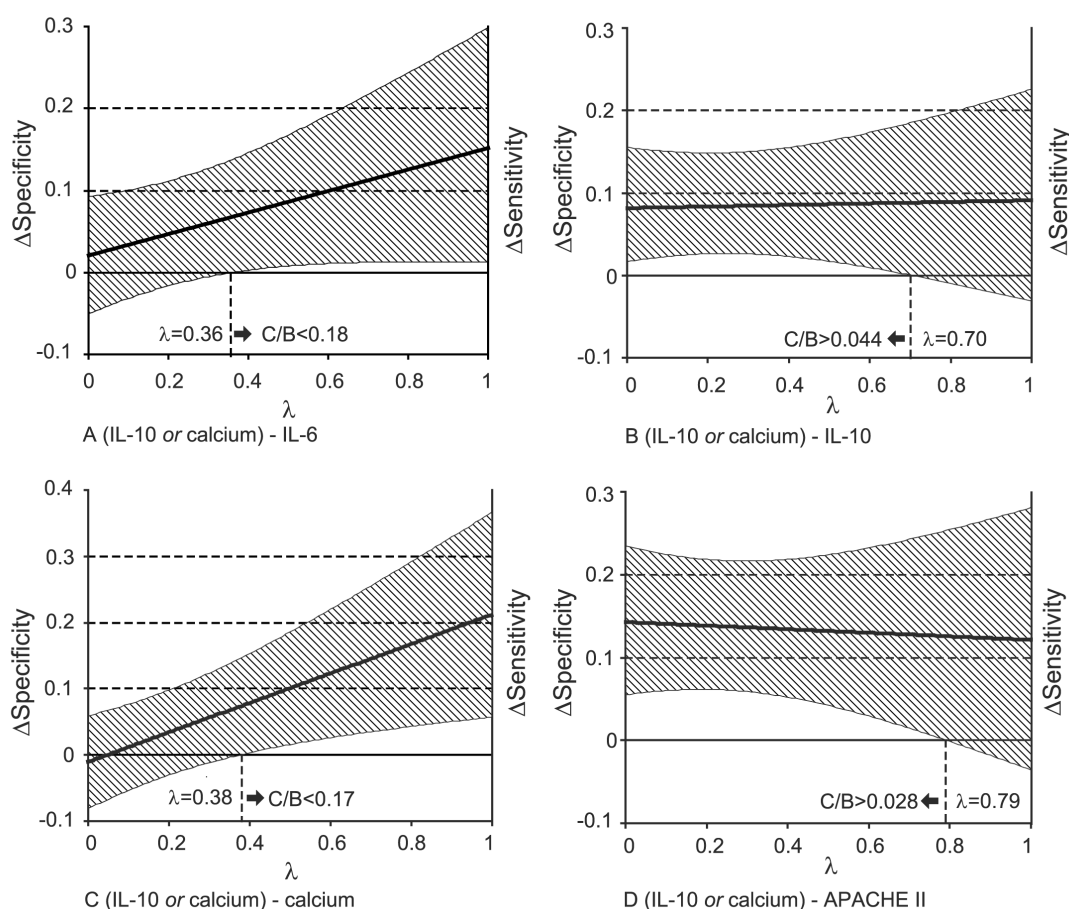 0.3
0.2
0.1
0
-0.1
ΔSpecificity
ΔSensitivity
λ=0.36
C/B<0.18
0 0.2 0.4 0.6 0.8 1
λ
A (IL-10 or calcium) - IL-6
0.3
0.2
0.1
0
-0.1
ΔSpecificity
ΔSensitivity
C/B>0.044
λ=0.70
0 0.2 0.4 0.6 0.8 1
λ
B (IL-10 or calcium) - IL-10
0.4
0.3
0.2
0.1
0
-0.1
ΔSpecificity
ΔSensitivity
λ=0.38
C/B<0.17
0 0.2 0.4 0.6 0.8 1
λ
C (IL-10 or calcium) - calcium
0.3
0.2
0.1
0
-0.1
ΔSpecificity
ΔSensitivity
C/B>0.028
λ=0.79
0 0.2 0.4 0.6 0.8 1
λ
D (IL-10 or calcium) - APACHE II